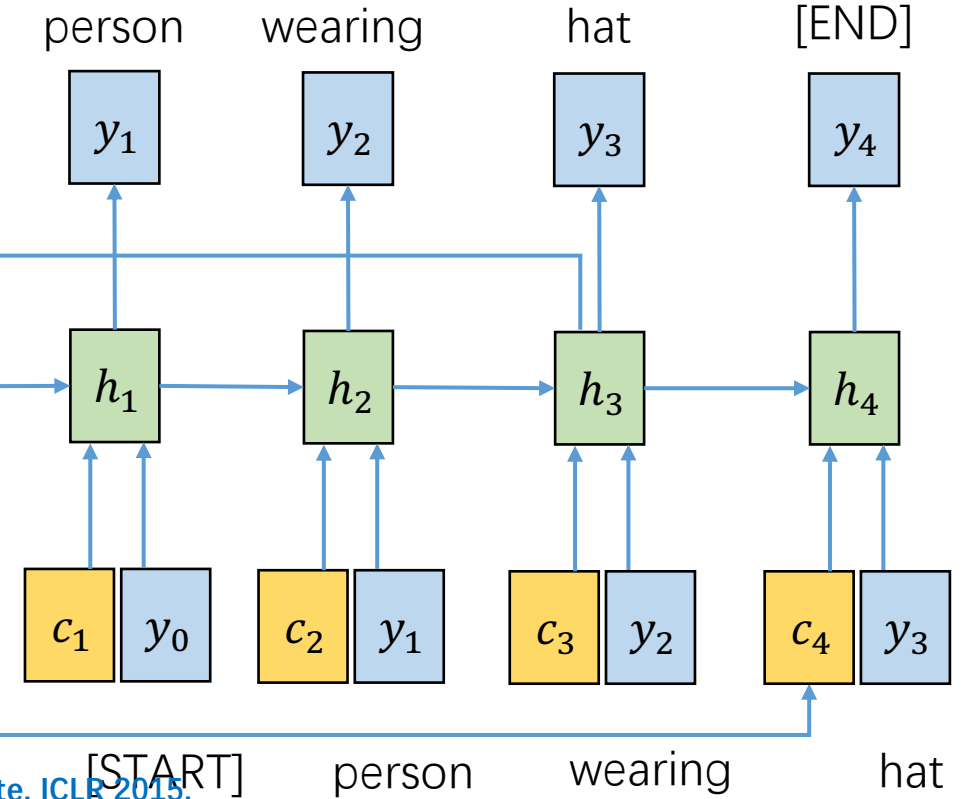 person wearing hat [END]
y₁ y₂ y₃ y₄
h₁ h₂ h₃ h₄
c₁ y₀ c₂ y₁ c₃ y₂ c₄ y₃
[START] person wearing hat
te. ICLR 2015.